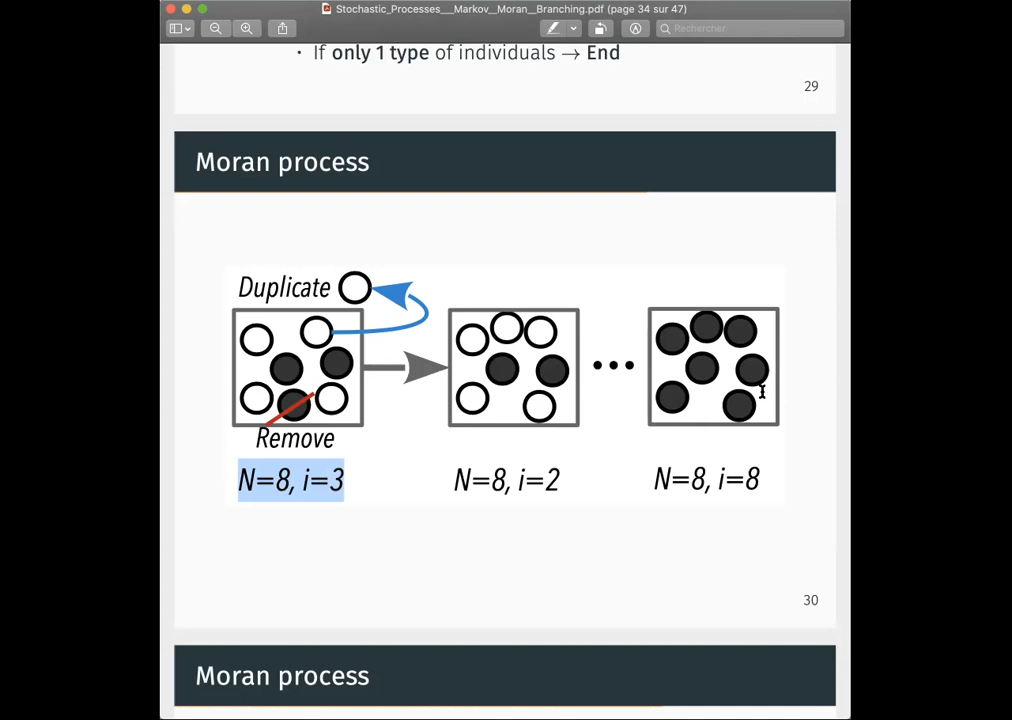 Stochastic_Processes__Markov_Moran__Branching.pdf (page 34 sur 47)
Rechercher
· If only 1 type of individuals → End
29
Moran process
Duplicate
Remove
N=8, i=3
N=8, i=2
N=8, i=8
30
Moran process